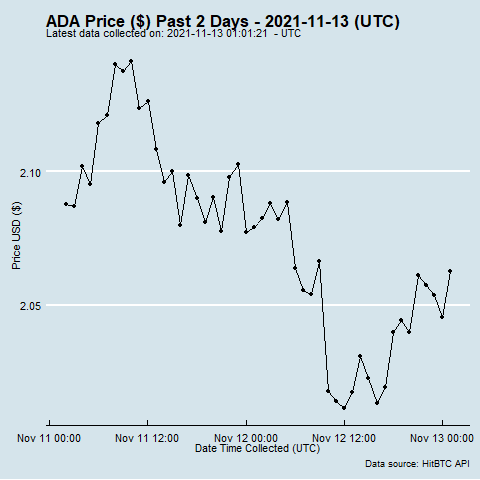 ADA Price ($) Past 2 Days - 2021-11-13 (UTC)
Latest data collected on: 2021-11-13 01:01:21 - UTC
2.10
Price USD ($)
2.05
Nov 11 00:00 Nov 11 12:00 Nov 12 00:00 Nov 12 12:00 Nov 13 00:00
Date Time Collected (UTC)
Data source: HitBTC API